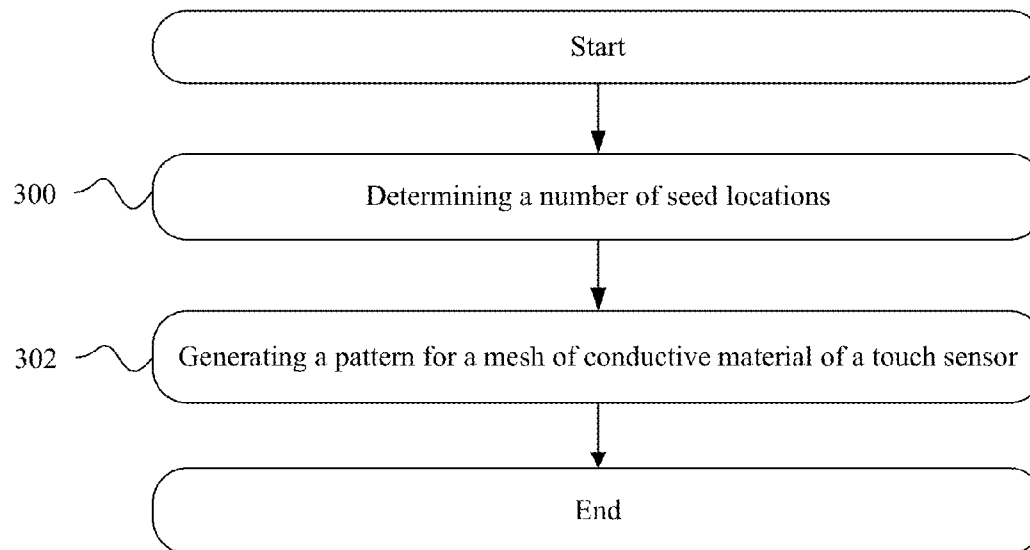 Start
300
Determining a number of seed locations
302
Generating a pattern for a mesh of conductive material of a touch sensor
End